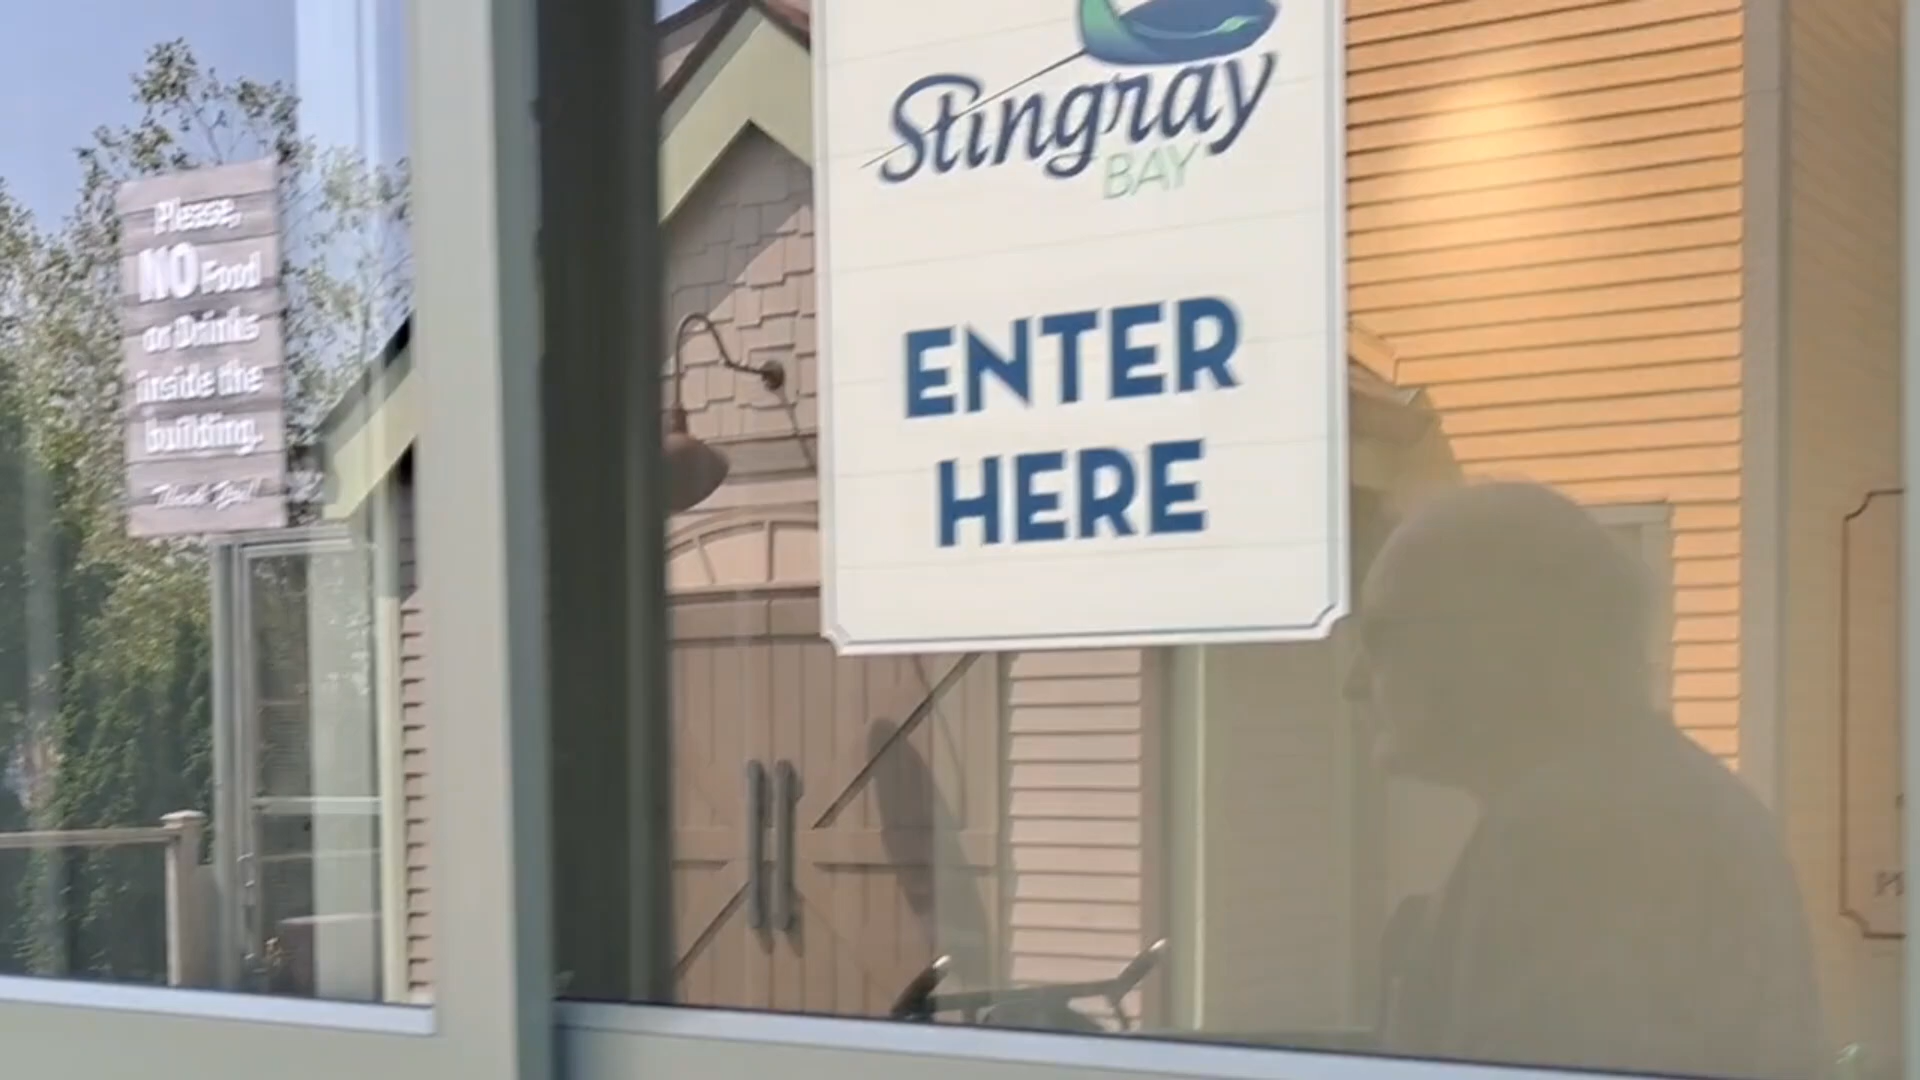 Please,
NO Food
or Drinks
inside the
building.
Thank You!
Stingray
BAY
ENTER
HERE